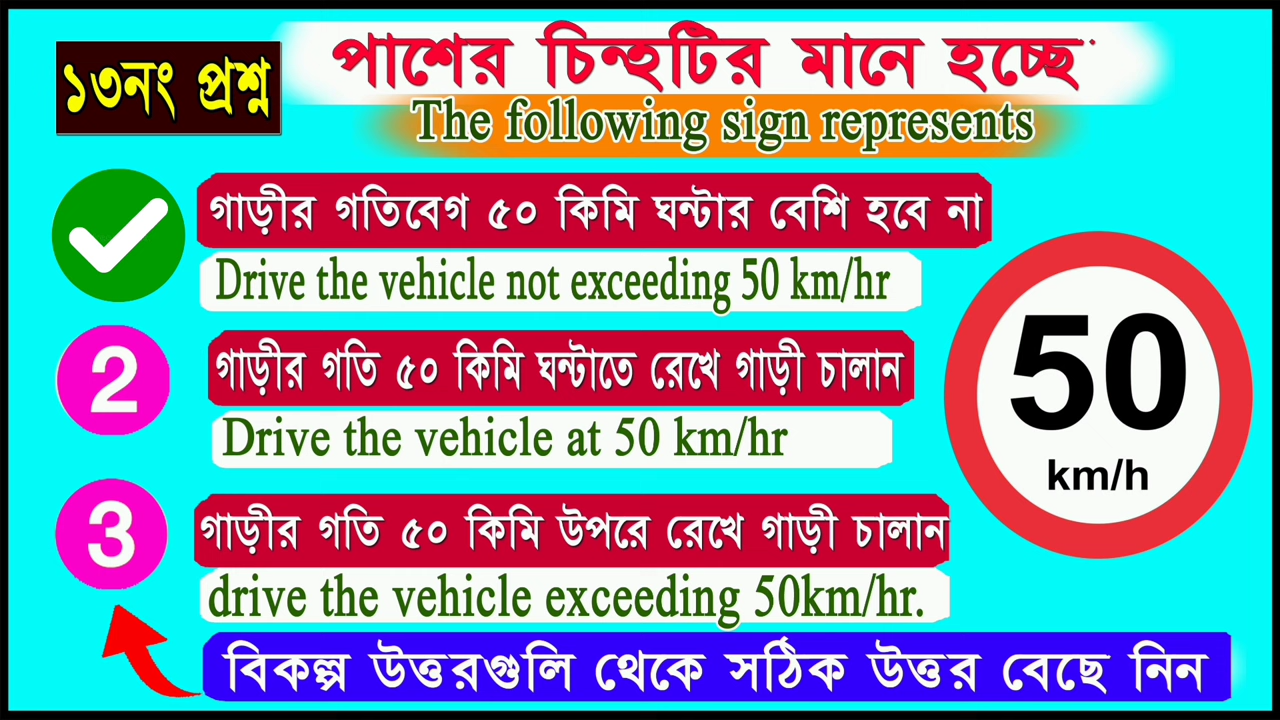 ১৩নং প্রশ্ন
পাশের চিন্হটির মানে হচ্ছে
The following sign represents
গাড়ীর গতিবেগ ৫০ কিমি ঘন্টার বেশি হবে না
Drive the vehicle not exceeding 50 km/hr
2
গাড়ীর গতি ৫০ কিমি ঘন্টাতে রেখে গাড়ী চালান
Drive the vehicle at 50 km/hr
50
km/h
3
গাড়ীর গতি ৫০ কিমি উপরে রেখে গাড়ী চালান
drive the vehicle exceeding 50km/hr.
বিকল্প উত্তরগুলি থেকে সঠিক উত্তর বেছে নিন